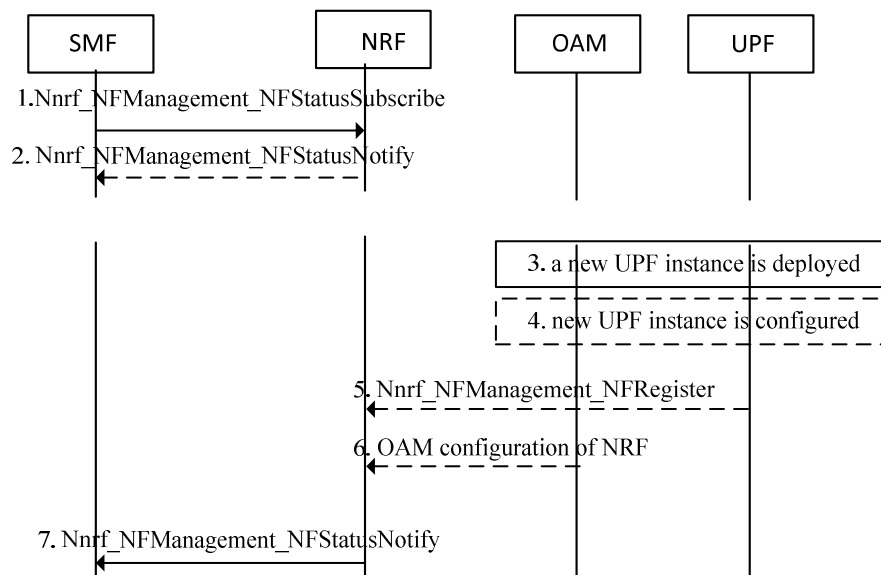 SMF
NRF
OAM
UPF
1.Nnrf_NFManagement_NFStatusSubscribe
2. Nnrf_NFManagement_NFStatusNotify
3. a new UPF instance is deployed
4. new UPF instance is configured
5. Nnrf_NFManagement_NFRegister
6. OAM configuration of NRF
7. Nnrf_NFManagement_NFStatusNotify